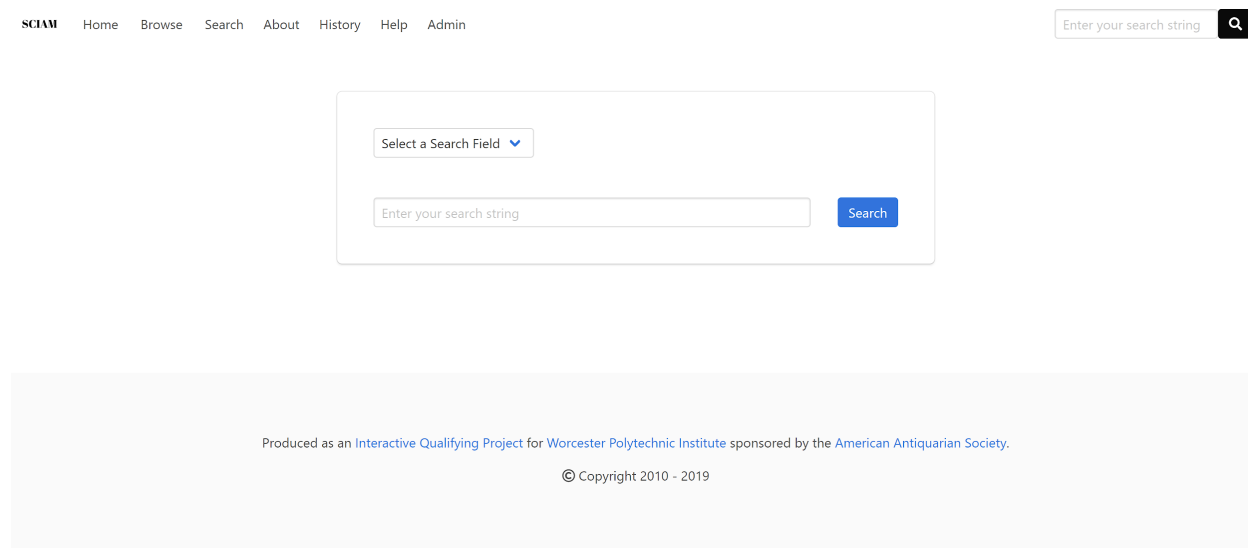 SCIAM Home Browse Search About History Help Admin Enter your search string
Select a Search Field
Enter your search string Search
Produced as an Interactive Qualifying Project for Worcester Polytechnic Institute sponsored by the American Antiquarian Society.
© Copyright 2010 - 2019